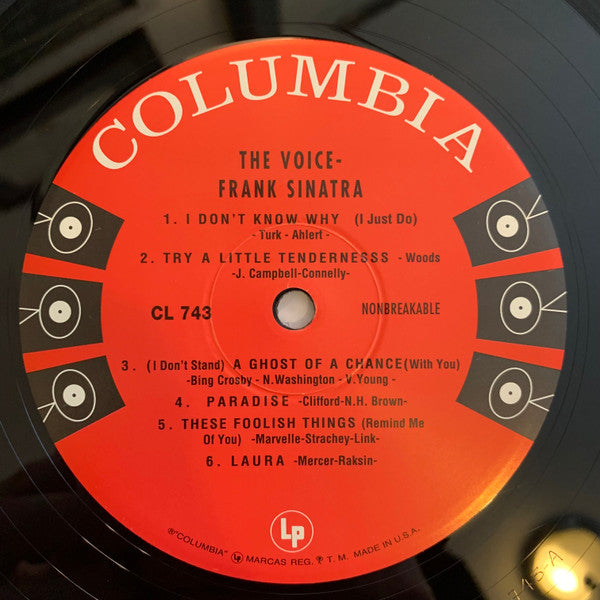 COLUMBIA
THE VOICE-
FRANK SINATRA
1. I DON'T KNOW WHY (I Just Do)
- Turk - Ahlert -
2. TRY A LITTLE TENDERNESSS - Woods
-J. Campbell-Connelly-
CL 743 NONBREAKABLE
3. (I Don't Stand) A GHOST OF A CHANCE(With You)
-Bing Crosby - N.Washington - V.Young -
4. PARADISE -Clifford-N.H. Brown-
5. THESE FOOLISH THINGS (Remind Me
Of You) -Marvelle-Strachey-Link-
6. LAURA -Mercer-Raksin-
Lp
®"COLUMBIA" Lp MARCAS REG. T. M. MADE IN U.S.A.